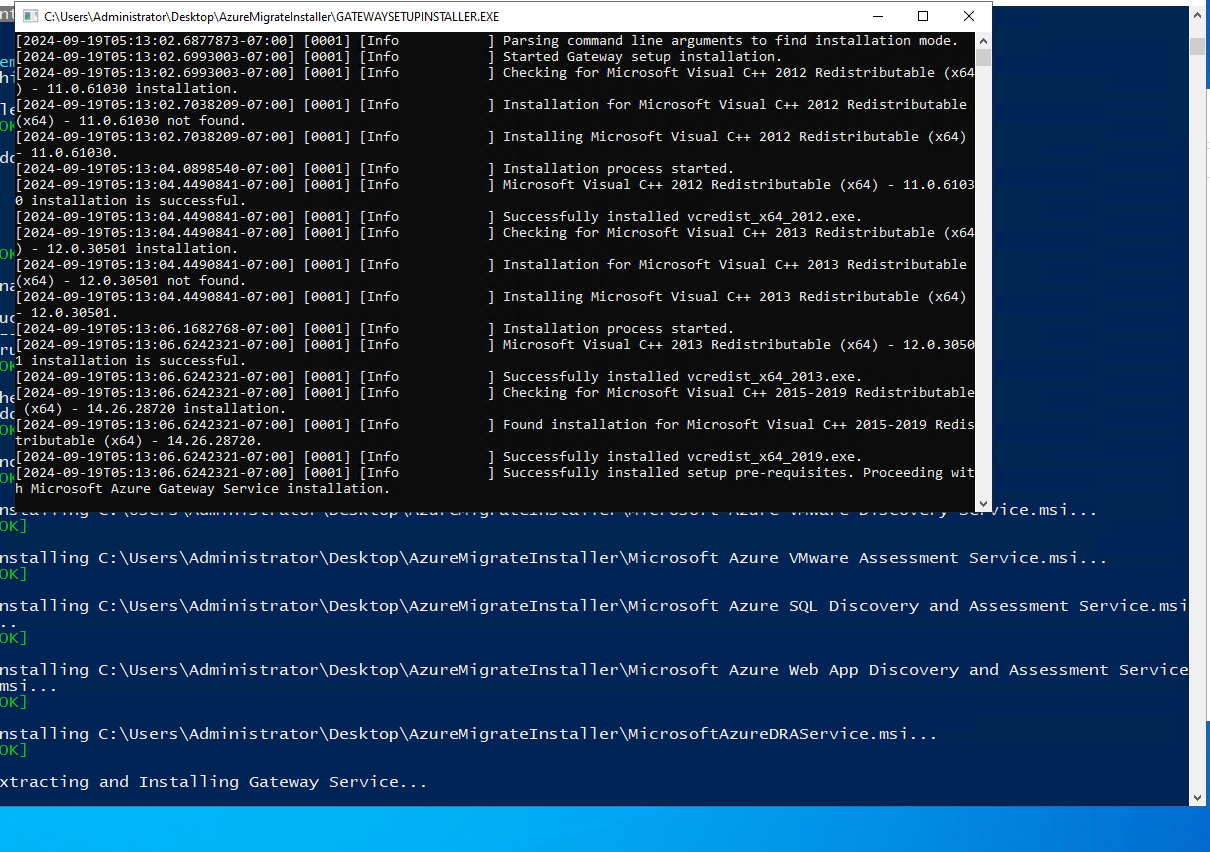 C:\Users\Administrator\Desktop\AzureMigrateInstaller\GATEWAYSETUPINSTALLER.EXE
[2024-09-19T05:13:02.6877873-07:00] [0001] [Info ] Parsing command line arguments to find installation mode.
[2024-09-19T05:13:02.6993003-07:00] [0001] [Info ] Started Gateway setup installation.
[2024-09-19T05:13:02.6993003-07:00] [0001] [Info ] Checking for Microsoft Visual C++ 2012 Redistributable (x64
) - 11.0.61030 installation.
[2024-09-19T05:13:02.7038209-07:00] [0001] [Info ] Installation for Microsoft Visual C++ 2012 Redistributable
(x64) - 11.0.61030 not found.
[2024-09-19T05:13:02.7038209-07:00] [0001] [Info ] Installing Microsoft Visual C++ 2012 Redistributable (x64)
- 11.0.61030.
[2024-09-19T05:13:04.0898540-07:00] [0001] [Info ] Installation process started.
[2024-09-19T05:13:04.4490841-07:00] [0001] [Info ] Microsoft Visual C++ 2012 Redistributable (x64) - 11.0.6103
0 installation is successful.
[2024-09-19T05:13:04.4490841-07:00] [0001] [Info ] Successfully installed vcredist_x64_2012.exe.
[2024-09-19T05:13:04.4490841-07:00] [0001] [Info ] Checking for Microsoft Visual C++ 2013 Redistributable (x64
) - 12.0.30501 installation.
[2024-09-19T05:13:04.4490841-07:00] [0001] [Info ] Installation for Microsoft Visual C++ 2013 Redistributable
(x64) - 12.0.30501 not found.
[2024-09-19T05:13:04.4490841-07:00] [0001] [Info ] Installing Microsoft Visual C++ 2013 Redistributable (x64)
- 12.0.30501.
[2024-09-19T05:13:06.1682768-07:00] [0001] [Info ] Installation process started.
[2024-09-19T05:13:06.6242321-07:00] [0001] [Info ] Microsoft Visual C++ 2013 Redistributable (x64) - 12.0.3050
1 installation is successful.
[2024-09-19T05:13:06.6242321-07:00] [0001] [Info ] Successfully installed vcredist_x64_2013.exe.
[2024-09-19T05:13:06.6242321-07:00] [0001] [Info ] Checking for Microsoft Visual C++ 2015-2019 Redistributable
(x64) - 14.26.28720 installation.
[2024-09-19T05:13:06.6242321-07:00] [0001] [Info ] Found installation for Microsoft Visual C++ 2015-2019 Redis
tributable (x64) - 14.26.28720.
[2024-09-19T05:13:06.6242321-07:00] [0001] [Info ] Successfully installed vcredist_x64_2019.exe.
[2024-09-19T05:13:06.6242321-07:00] [0001] [Info ] Successfully installed setup pre-requisites. Proceeding wit
h Microsoft Azure Gateway Service installation.
nstalling C:\Users\Administrator\Desktop\AzureMigrateInstaller\Microsoft Azure VMware Discovery Service.msi...
OK]
nstalling C:\Users\Administrator\Desktop\AzureMigrateInstaller\Microsoft Azure VMware Assessment Service.msi...
OK]
nstalling C:\Users\Administrator\Desktop\AzureMigrateInstaller\Microsoft Azure SQL Discovery and Assessment Service.msi
..
OK]
nstalling C:\Users\Administrator\Desktop\AzureMigrateInstaller\Microsoft Azure Web App Discovery and Assessment Service
msi...
OK]
nstalling C:\Users\Administrator\Desktop\AzureMigrateInstaller\MicrosoftAzureDRAService.msi...
OK]
xtracting and Installing Gateway Service...